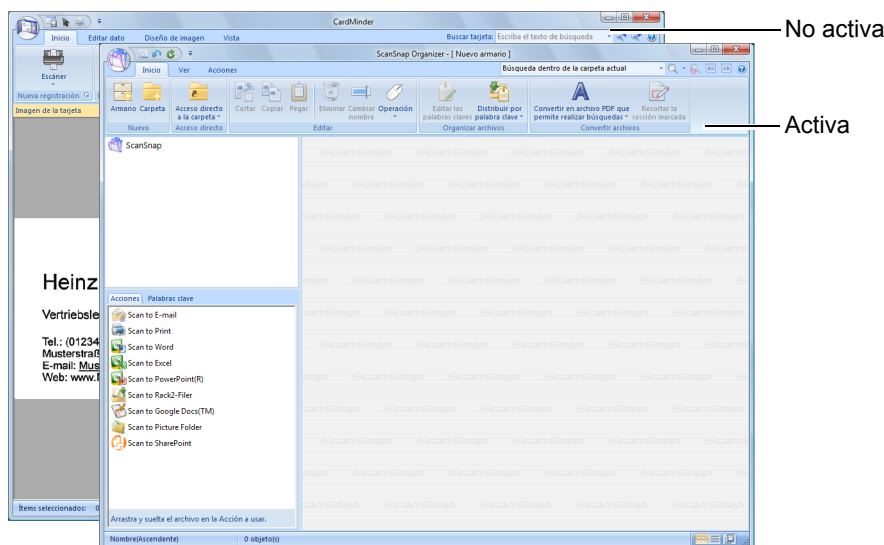 CardMinder
Inicio Editar dato Diseño de imagen Vista
Buscar tarjeta: Escriba el texto de búsqueda
No activa
Escáner
Nueva registración
Imagen de la tarjeta
Heinz
Vertriebsle
Tel.: (01234
Musterstraß
E-mail: Mus
Web: www.
Ítems seleccionados: 0
ScanSnap Organizer - [ Nuevo armario ]
Inicio Ver Acciones
Búsqueda dentro de la carpeta actual
Activa
Armario Carpeta
Nuevo
Acceso directo
a la carpeta
Acceso directo
Cortar Copiar Pegar Eliminar Cambiar nombre Operación
Editar
Editar las
palabras claves
Distribuir por
palabra clave
Organizar archivos
Convertir en archivo PDF que
permite realizar búsquedas
Recortar la
sección marcada
Convertir archivos
ScanSnap
Acciones Palabras clave
Scan to E-mail
Scan to Print
Scan to Word
Scan to Excel
Scan to PowerPoint(R)
Scan to Rack2-Filer
Scan to Google Docs(TM)
Scan to Picture Folder
Scan to SharePoint
Arrastra y suelta el archivo en la Acción a usar.
Nombre(Ascendente) 0 objeto(s)